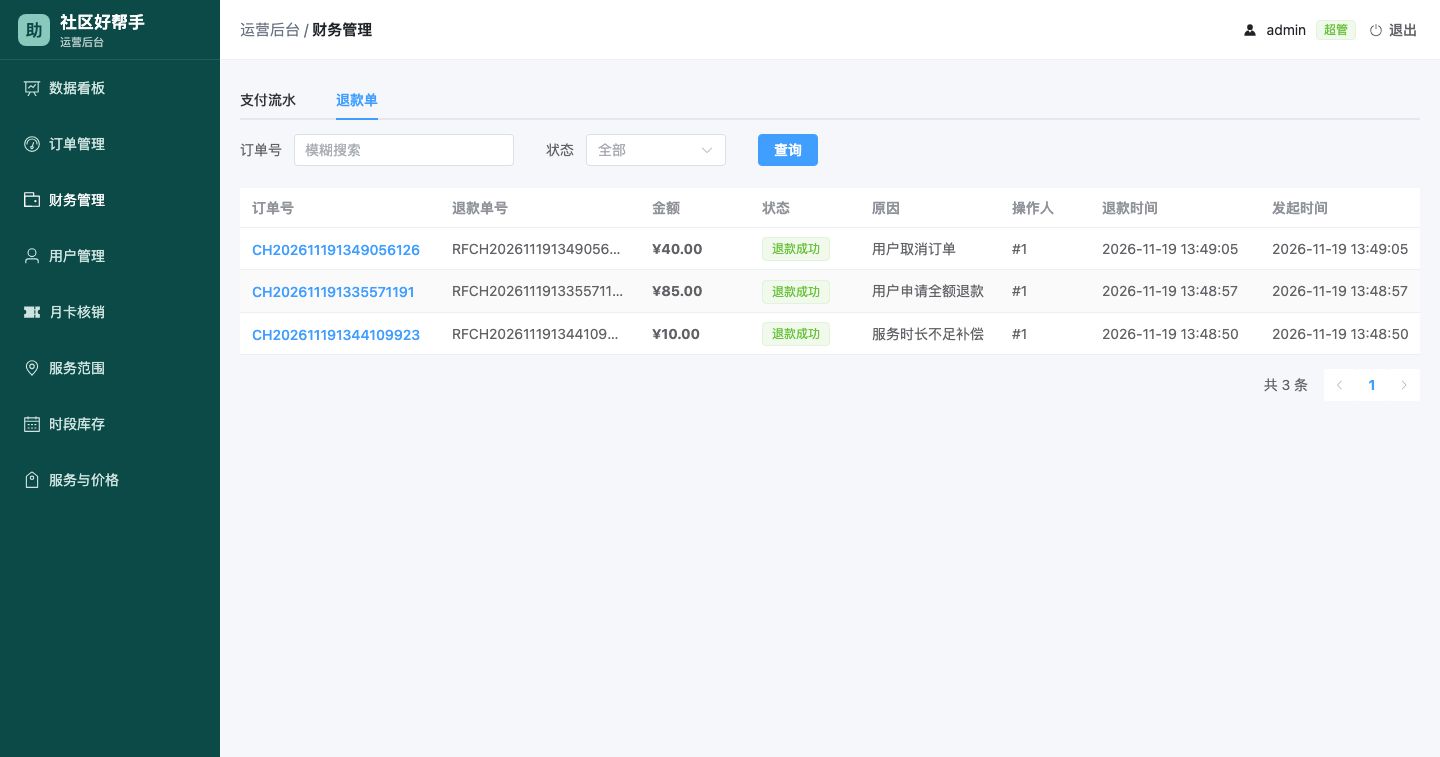 助 社区好帮手
运营后台
运营后台 / 财务管理
admin 超管 退出
数据看板
订单管理
财务管理
用户管理
月卡核销
服务范围
时段库存
服务与价格
支付流水 退款单
订单号 模糊搜索 状态 全部 查询
订单号 退款单号 金额 状态 原因 操作人 退款时间 发起时间
CH202611191349056126 RFCH202611191349056... ¥40.00 退款成功 用户取消订单 #1 2026-11-19 13:49:05 2026-11-19 13:49:05
CH202611191335571191 RFCH2026111913355711... ¥85.00 退款成功 用户申请全额退款 #1 2026-11-19 13:48:57 2026-11-19 13:48:57
CH202611191344109923 RFCH202611191344109... ¥10.00 退款成功 服务时长不足补偿 #1 2026-11-19 13:48:50 2026-11-19 13:48:50
共 3 条 1